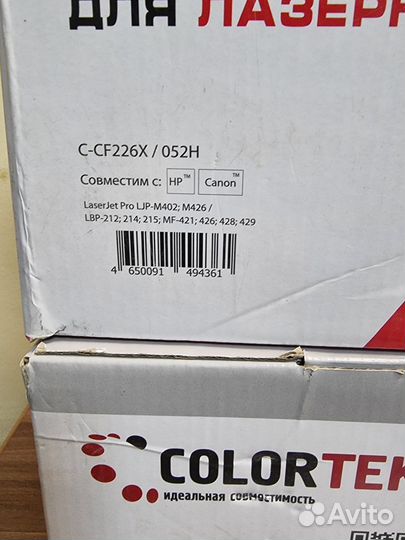 ДЛЯ ЛАЗЕРН
C-CF226X / 052H
Совместим с: HP™ Canon™
LaserJet Pro LJP-M402; M426 /
LBP-212; 214; 215; MF-421; 426; 428; 429
4 650091 494361
COLORTEK
идеальная совместимость
Avito